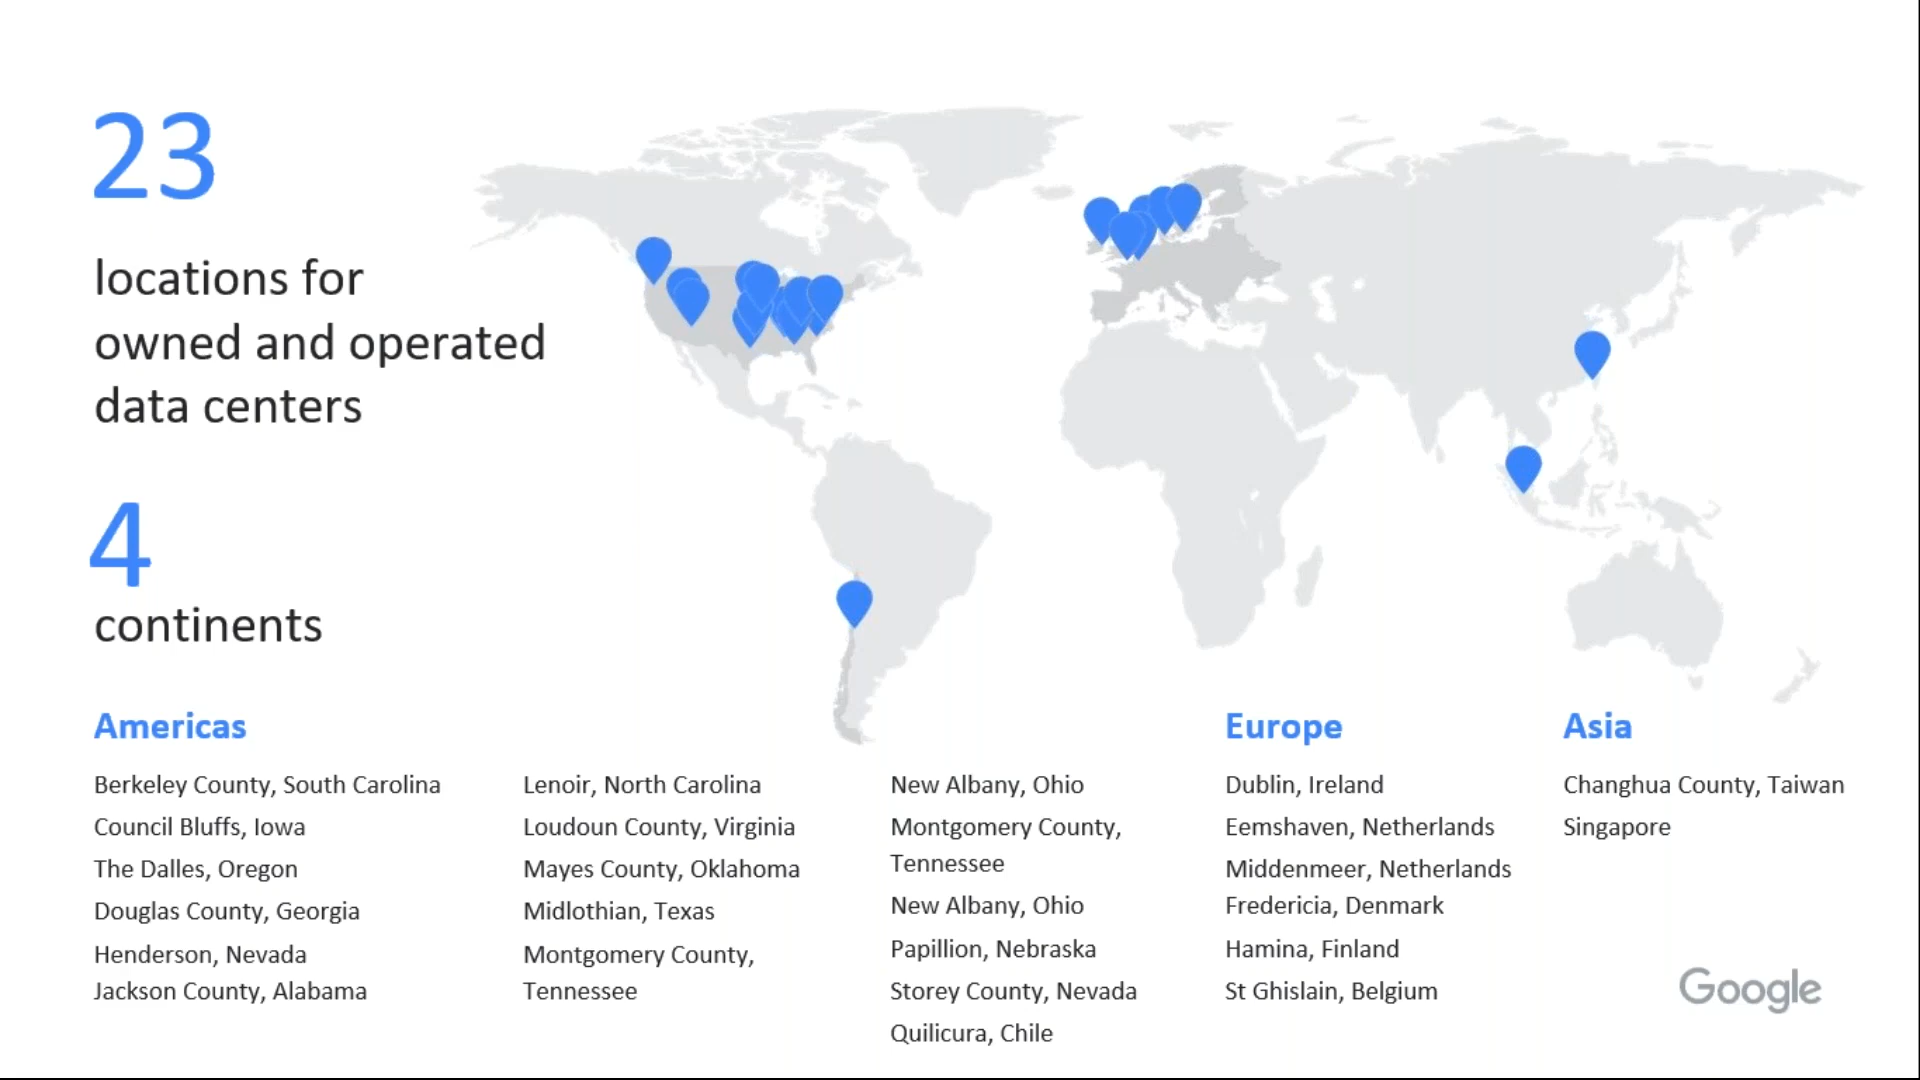 23
locations for
owned and operated
data centers
4
continents
Americas
Berkeley County, South Carolina
Council Bluffs, Iowa
The Dalles, Oregon
Douglas County, Georgia
Henderson, Nevada
Jackson County, Alabama
Lenoir, North Carolina
Loudoun County, Virginia
Mayes County, Oklahoma
Midlothian, Texas
Montgomery County,
Tennessee
New Albany, Ohio
Montgomery County,
Tennessee
New Albany, Ohio
Papillion, Nebraska
Storey County, Nevada
Quilicura, Chile
Europe
Dublin, Ireland
Eemshaven, Netherlands
Middenmeer, Netherlands
Fredericia, Denmark
Hamina, Finland
St Ghislain, Belgium
Asia
Changhua County, Taiwan
Singapore
Google